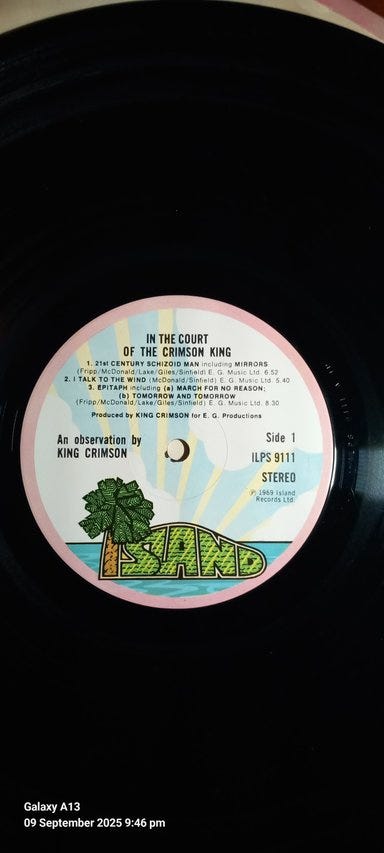 IN THE COURT
OF THE CRIMSON KING
1. 21st CENTURY SCHIZOID MAN including MIRRORS
(Fripp/McDonald/Lake/Giles/Sinfield) E. G. Music Ltd. 6.52
2. I TALK TO THE WIND (McDonald/Sinfield) E. G. Music Ltd. 5.40
3. EPITAPH including (a) MARCH FOR NO REASON;
(b) TOMORROW AND TOMORROW
(Fripp/McDonald/Lake/Giles/Sinfield) E. G. Music Ltd. 8.30
Produced by KING CRIMSON for E. G. Productions
An observation by
KING CRIMSON
Side 1
ILPS 9111
STEREO
℗ 1969 Island
Records Ltd.
ISLAND
Galaxy A13
09 September 2025 9:46 pm